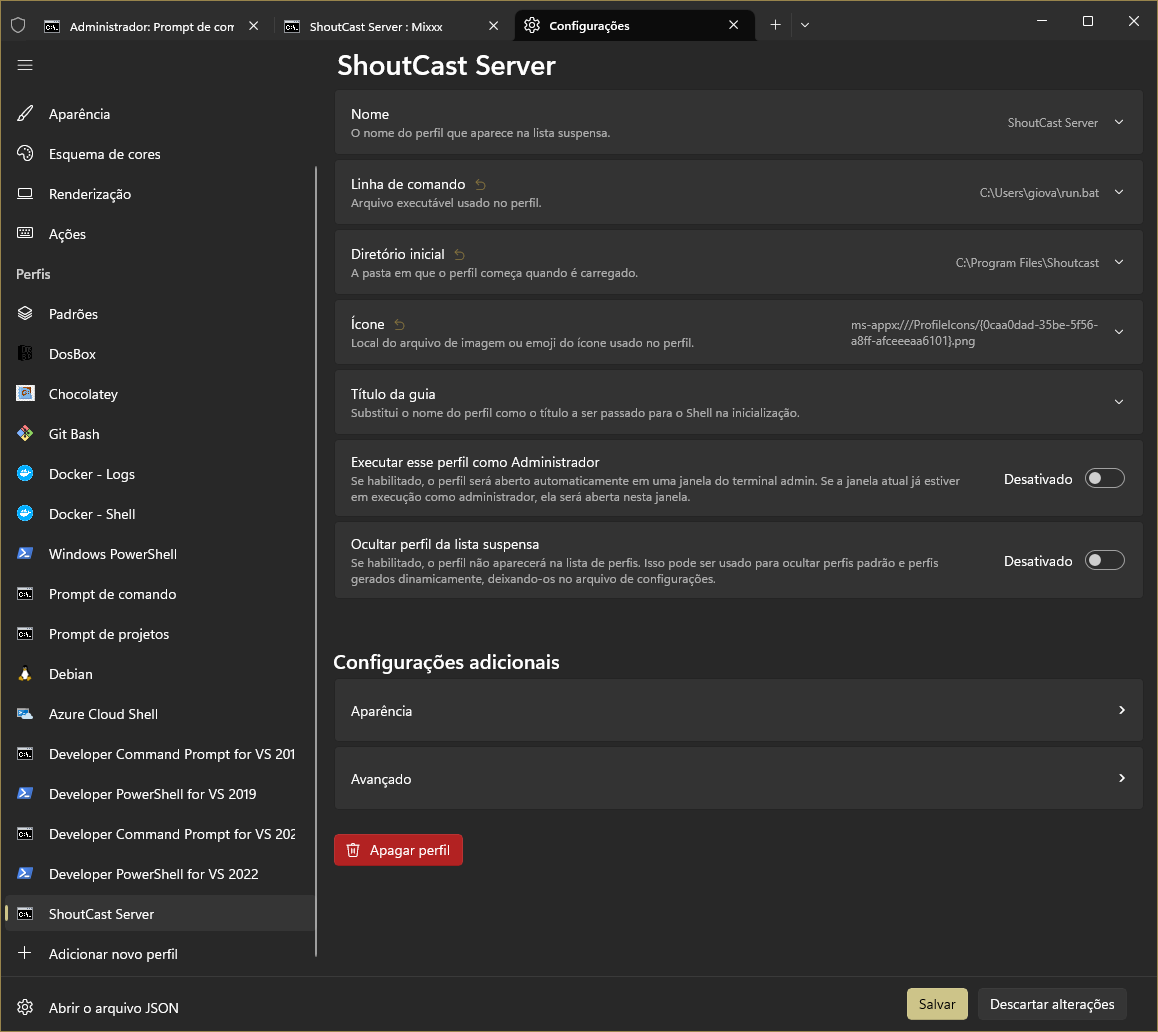 Administrador: Prompt de com
ShoutCast Server : Mixxx
Configurações
ShoutCast Server
Aparência
Esquema de cores
Renderização
Ações
Perfis
Padrões
DosBox
Chocolatey
Git Bash
Docker - Logs
Docker - Shell
Windows PowerShell
Prompt de comando
Prompt de projetos
Debian
Azure Cloud Shell
Developer Command Prompt for VS 201
Developer PowerShell for VS 2019
Developer Command Prompt for VS 202
Developer PowerShell for VS 2022
ShoutCast Server
Adicionar novo perfil
Abrir o arquivo JSON
Nome
O nome do perfil que aparece na lista suspensa.
ShoutCast Server
Linha de comando
Arquivo executável usado no perfil.
C:\Users\giova\run.bat
Diretório inicial
A pasta em que o perfil começa quando é carregado.
C:\Program Files\Shoutcast
Ícone
Local do arquivo de imagem ou emoji do ícone usado no perfil.
ms-appx:///ProfileIcons/{0caa0dad-35be-5f56-
a8ff-afceeeaa6101}.png
Título da guia
Substitui o nome do perfil como o título a ser passado para o Shell na inicialização.
Executar esse perfil como Administrador
Se habilitado, o perfil será aberto automaticamente em uma janela do terminal admin. Se a janela atual já estiver
em execução como administrador, ela será aberta nesta janela.
Desativado
Ocultar perfil da lista suspensa
Se habilitado, o perfil não aparecerá na lista de perfis. Isso pode ser usado para ocultar perfis padrão e perfis
gerados dinamicamente, deixando-os no arquivo de configurações.
Desativado
Configurações adicionais
Aparência
Avançado
Apagar perfil
Salvar
Descartar alterações